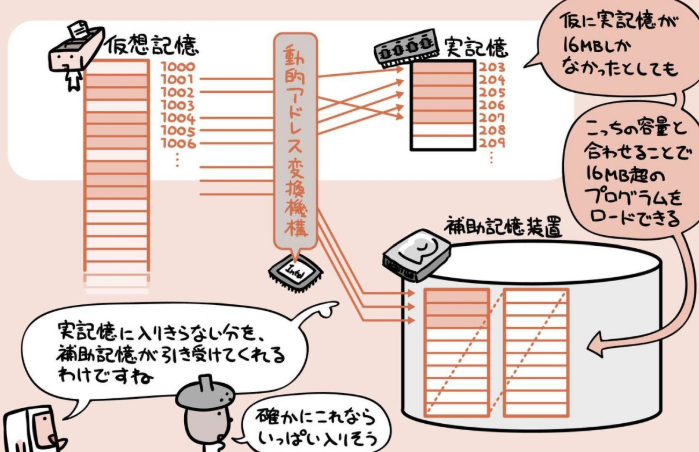 仮想記憶
1000
1001
1002
1003
1004
1005
1006
動的アドレス変換機構
Intel
実記憶
203
204
205
206
207
208
209
仮に実記憶が
16MBしか
なかったとしても
こっちの容量と
合わせることで
16MB超の
プログラムを
ロードできる
補助記憶装置
実記憶に入りきらない分を、
補助記憶が引き受けてくれる
わけですね
確かにこれなら
いっぱい入りそう